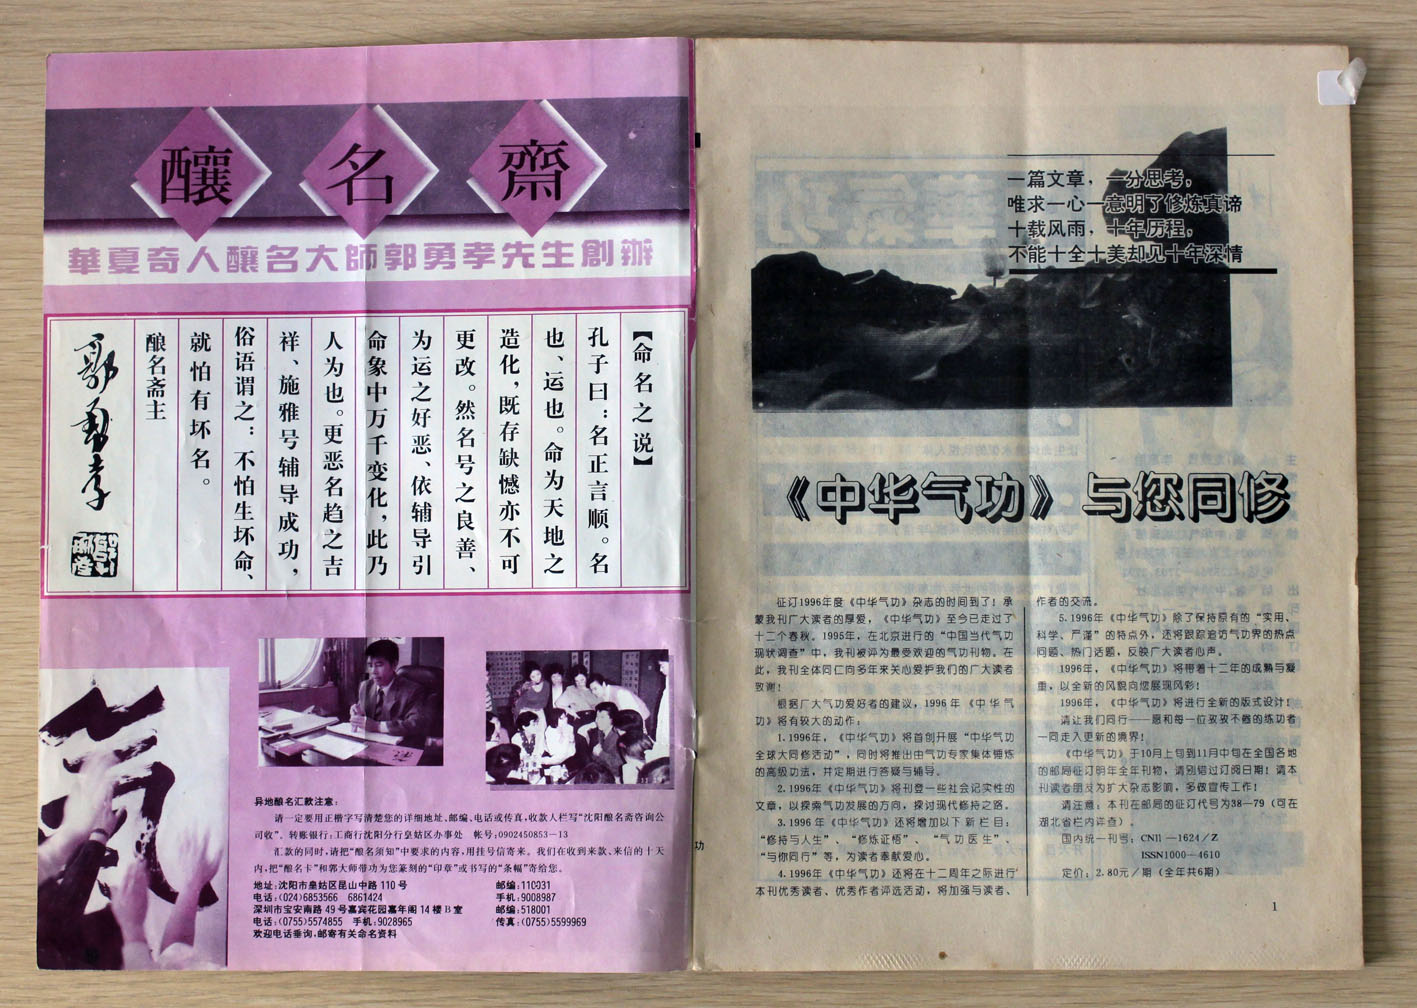 釀名齋
華夏奇人釀名大師郭勇孝先生創辦
【命名之说】
孔子曰：名正言顺。名
也、运也。命为天地之
造化，既存缺憾亦不可
更改。然名号之良善、
为运之好恶、依辅导引
命象中万千变化，此乃
人为也。更恶名趋之吉
祥、施雅号辅导成功，
俗语谓之：不怕生坏命、
就怕有坏名。
酿名斋主
郭勇孝
氣
异地酿名汇款注意：
请一定要用正楷字写清楚您的详细地址、邮编、电话或传真，收款人栏写“沈阳酿名斋咨询公
司收”。转账银行：工商行沈阳分行皇姑区办事处　帐号：0902450853—13
汇款的同时，请把“酿名须知”中要求的内容，用挂号信寄来。我们在收到来款、来信的十天
内，把“酿名卡”和郭大师带功为您篆刻的“印章”或书写的“条幅”寄给您。
地址：沈阳市皇姑区昆山中路110号　邮编：110031
电话：(024)6853566　6861424　手机：9008987
深圳市宝安南路49号嘉宾花园嘉年阁14楼B室　邮编：518001
电话：(0755)5574855　手机：9028965　传真：(0755)5599969
欢迎电话垂询，邮寄有关命名资料
一篇文章，一分思考，
唯求一心一意明了修炼真谛
十载风雨，十年历程，
不能十全十美却见十年深情
《中华气功》与您同修
征订1996年度《中华气功》杂志的时间到了！承
蒙我刊广大读者的厚爱，《中华气功》至今已走过了
十二个春秋。1995年，在北京进行的“中国当代气功
现状调查”中，我刊被评为最受欢迎的气功刊物。在
此，我刊全体同仁向多年来关心爱护我们的广大读者
致谢！
根据广大气功爱好者的建议，1996年《中华气
功》将有较大的动作：
1.1996年，《中华气功》将首创开展“中华气功
全球大同修活动”，同时将推出由气功专家集体锤炼
的高级功法，并定期进行答疑与辅导。
2.1996年《中华气功》将刊登一些社会记实性的
文章，以探索气功发展的方向，探讨现代修持之路。
3.1996年《中华气功》还将增加以下新栏目：
“修持与人生”、“修炼证悟”、“气功医生”、
“与你同行”等，为读者奉献爱心。
4.1996年《中华气功》还将在十二周年之际进行
本刊优秀读者、优秀作者评选活动，将加强与读者、
作者的交流。
5.1996年《中华气功》除了保持原有的“实用、
科学、严谨”的特点外，还将跟踪追访气功界的热点
问题、热门话题，反映广大读者心声。
1996年，《中华气功》将带着十二年的成熟与凝
重，以全新的风貌向您展现风彩！
1996年，《中华气功》将进行全新的版式设计！
请让我们同行——愿和每一位孜孜不倦的练功者
一同走入更新的境界！
《中华气功》于10月上旬到11月中旬在全国各地
的邮局征订明年全年刊物，请别错过订阅日期！请本
刊读者朋友为扩大杂志影响，多做宣传工作！
请注意：本刊在邮局的征订代号为38—79（可在
湖北省栏内详查）。
国内统一刊号：CN11—1624/Z
ISSN1000—4610
定价：2.80元/期（全年共6期）
1